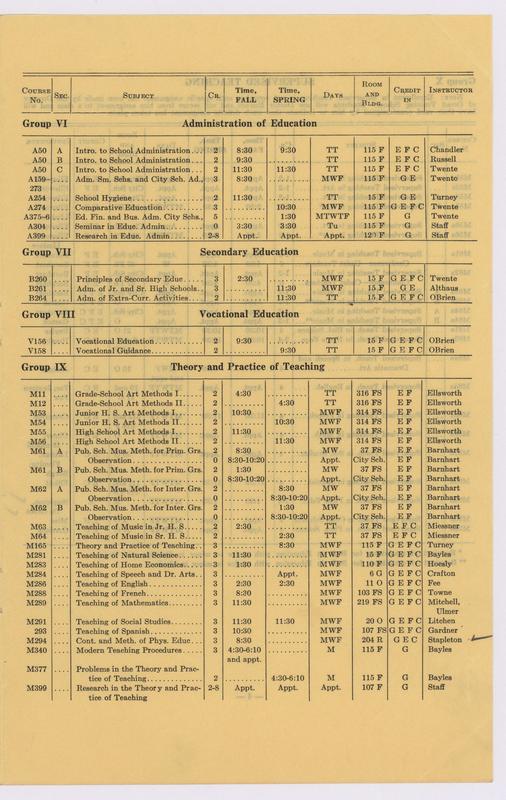 COURSE No. SEC. SUBJECT CR. Time, FALL Time, SPRING DAYS ROOM AND BLDG. CREDIT IN INSTRUCTOR
Group VI Administration of Education
A50 A Intro. to School Administration... 2 8:30 9:30 TT 115 F E F C Chandler
A50 B Intro. to School Administration... 2 9:30 ......... TT 115 F E F C Russell
A50 C Intro. to School Administration... 2 11:30 11:30 TT 115 F E F C Twente
A159– .... Adm. Sm. Schs. and City Sch. Ad., 3 8:30 ......... MWF 115 F G E Twente
273
A254 .... School Hygiene.................. 2 11:30 ......... TT 15 F G E Turney
A274 .... Comparative Education........... 3 ......... 10:30 MWF 115 F G E F C Twente
A375-6 .... Ed. Fin. and Bus. Adm. City Schs., 5 ......... 1:30 MTWTF 115 F G Twente
A304 .... Seminar in Educ. Admin.......... 0 3:30 3:30 Tu 115 F G Staff
A399 .... Research in Educ. Admin......... 2-8 Appt. Appt. Appt. F G Staff
Group VII Secondary Education
B260 .... Principles of Secondary Educ..... 3 2:30 ......... MWF 15 F G E F C Twente
B261 .... Adm. of Jr. and Sr. High Schools.. 3 ......... 11:30 MWF 15 F G E Althaus
B264 .... Adm. of Extra-Curr. Activities.... 2 ......... 11:30 TT 15 F G E F C OBrien
Group VIII Vocational Education
V156 .... Vocational Education............ 2 9:30 ......... TT 15 F G E F C OBrien
V158 .... Vocational Guidance............. 2 ......... 9:30 TT 15 F G E F C OBrien
Group IX Theory and Practice of Teaching
M11 .... Grade-School Art Methods I...... 2 4:30 ......... TT 316 FS G E F Ellsworth
M12 .... Grade-School Art Methods II..... 2 ......... 4:30 TT 316 FS E F Ellsworth
M53 .... Junior H. S. Art Methods I....... 2 10:30 ......... MWF 314 FS E F Ellsworth
M54 .... Junior H. S. Art Methods II...... 2 ......... 10:30 MWF 314 FS E F Ellsworth
M55 .... High School Art Methods I....... 2 11:30 ......... MWF 314 FS E F Ellsworth
M56 .... High School Art Methods II...... 2 ......... 11:30 MWF 314 FS E F Ellsworth
M61 A Pub. Sch. Mus. Meth. for Prim. Grs. 2 8:30 ......... MW 37 FS E F Barnhart
Observation.................. 0 8:30-10:20 ......... Appt. City Sch. E F Barnhart
M61 B Pub. Sch. Mus. Meth. for Prim. Grs. 2 1:30 ......... MW 37 FS E F Barnhart
Observation.................. 0 8:30-10:20 ......... Appt. City Sch. E F Barnhart
M62 A Pub. Sch. Mus. Meth. for Inter. Grs. 2 ......... 8:30 MW 37 FS E F Barnhart
Observation.................. 0 ......... 8:30-10:20 Appt. City Sch. E F Barnhart
M62 B Pub. Sch. Mus. Meth. for Inter. Grs. 2 ......... 1:30 MW 37 FS E F Barnhart
Observation.................. 0 ......... 8:30-10:20 Appt. City Sch. E F Barnhart
M63 .... Teaching of Music in Jr. H. S..... 2 2:30 ......... TT 37 FS E F C Miessner
M64 .... Teaching of Music in Sr. H. S..... 2 ......... 2:30 TT 37 FS E F C Miessner
M165 .... Theory and Practice of Teaching... 3 ......... 8:30 MWF 115 F G E F C Turney
M281 .... Teaching of Natural Science...... 3 11:30 ......... MWF 15 F G E F C Bayles
M283 .... Teaching of Home Economics..... 3 1:30 ......... MWF 110 F G E F C Hoesly
M284 .... Teaching of Speech and Dr. Arts.. 3 ......... Appt. MWF 6 G G E F C Crafton
M286 .... Teaching of English.............. 3 2:30 2:30 MWF 11 O G E F C Fee
M288 .... Teaching of French.............. 3 8:30 ......... MWF 103 FS G E F C Towne
M289 .... Teaching of Mathematics......... 3 11:30 ......... MWF 219 FS G E F C Mitchell,
Ulmer
M291 .... Teaching of Social Studies........ 3 11:30 11:30 MWF 20 O G E F C Litchen
293 .... Teaching of Spanish.............. 3 10:30 ......... MWF 107 FS G E F C Gardner
M294 .... Cont. and Meth. of Phys. Educ... 3 8:30 ......... MWF 204 R G E C Stapleton
M340 .... Modern Teaching Procedures..... 3 4:30-6:10 ......... M 115 F G Bayles
and appt.
M377 Problems in the Theory and Prac-
.... tice of Teaching............... 2 ......... 4:30-6:10 M 115 F G Bayles
M399 .... Research in the Theory and Prac- 2-8 Appt. Appt. Appt. 107 F G Staff
tice of Teaching